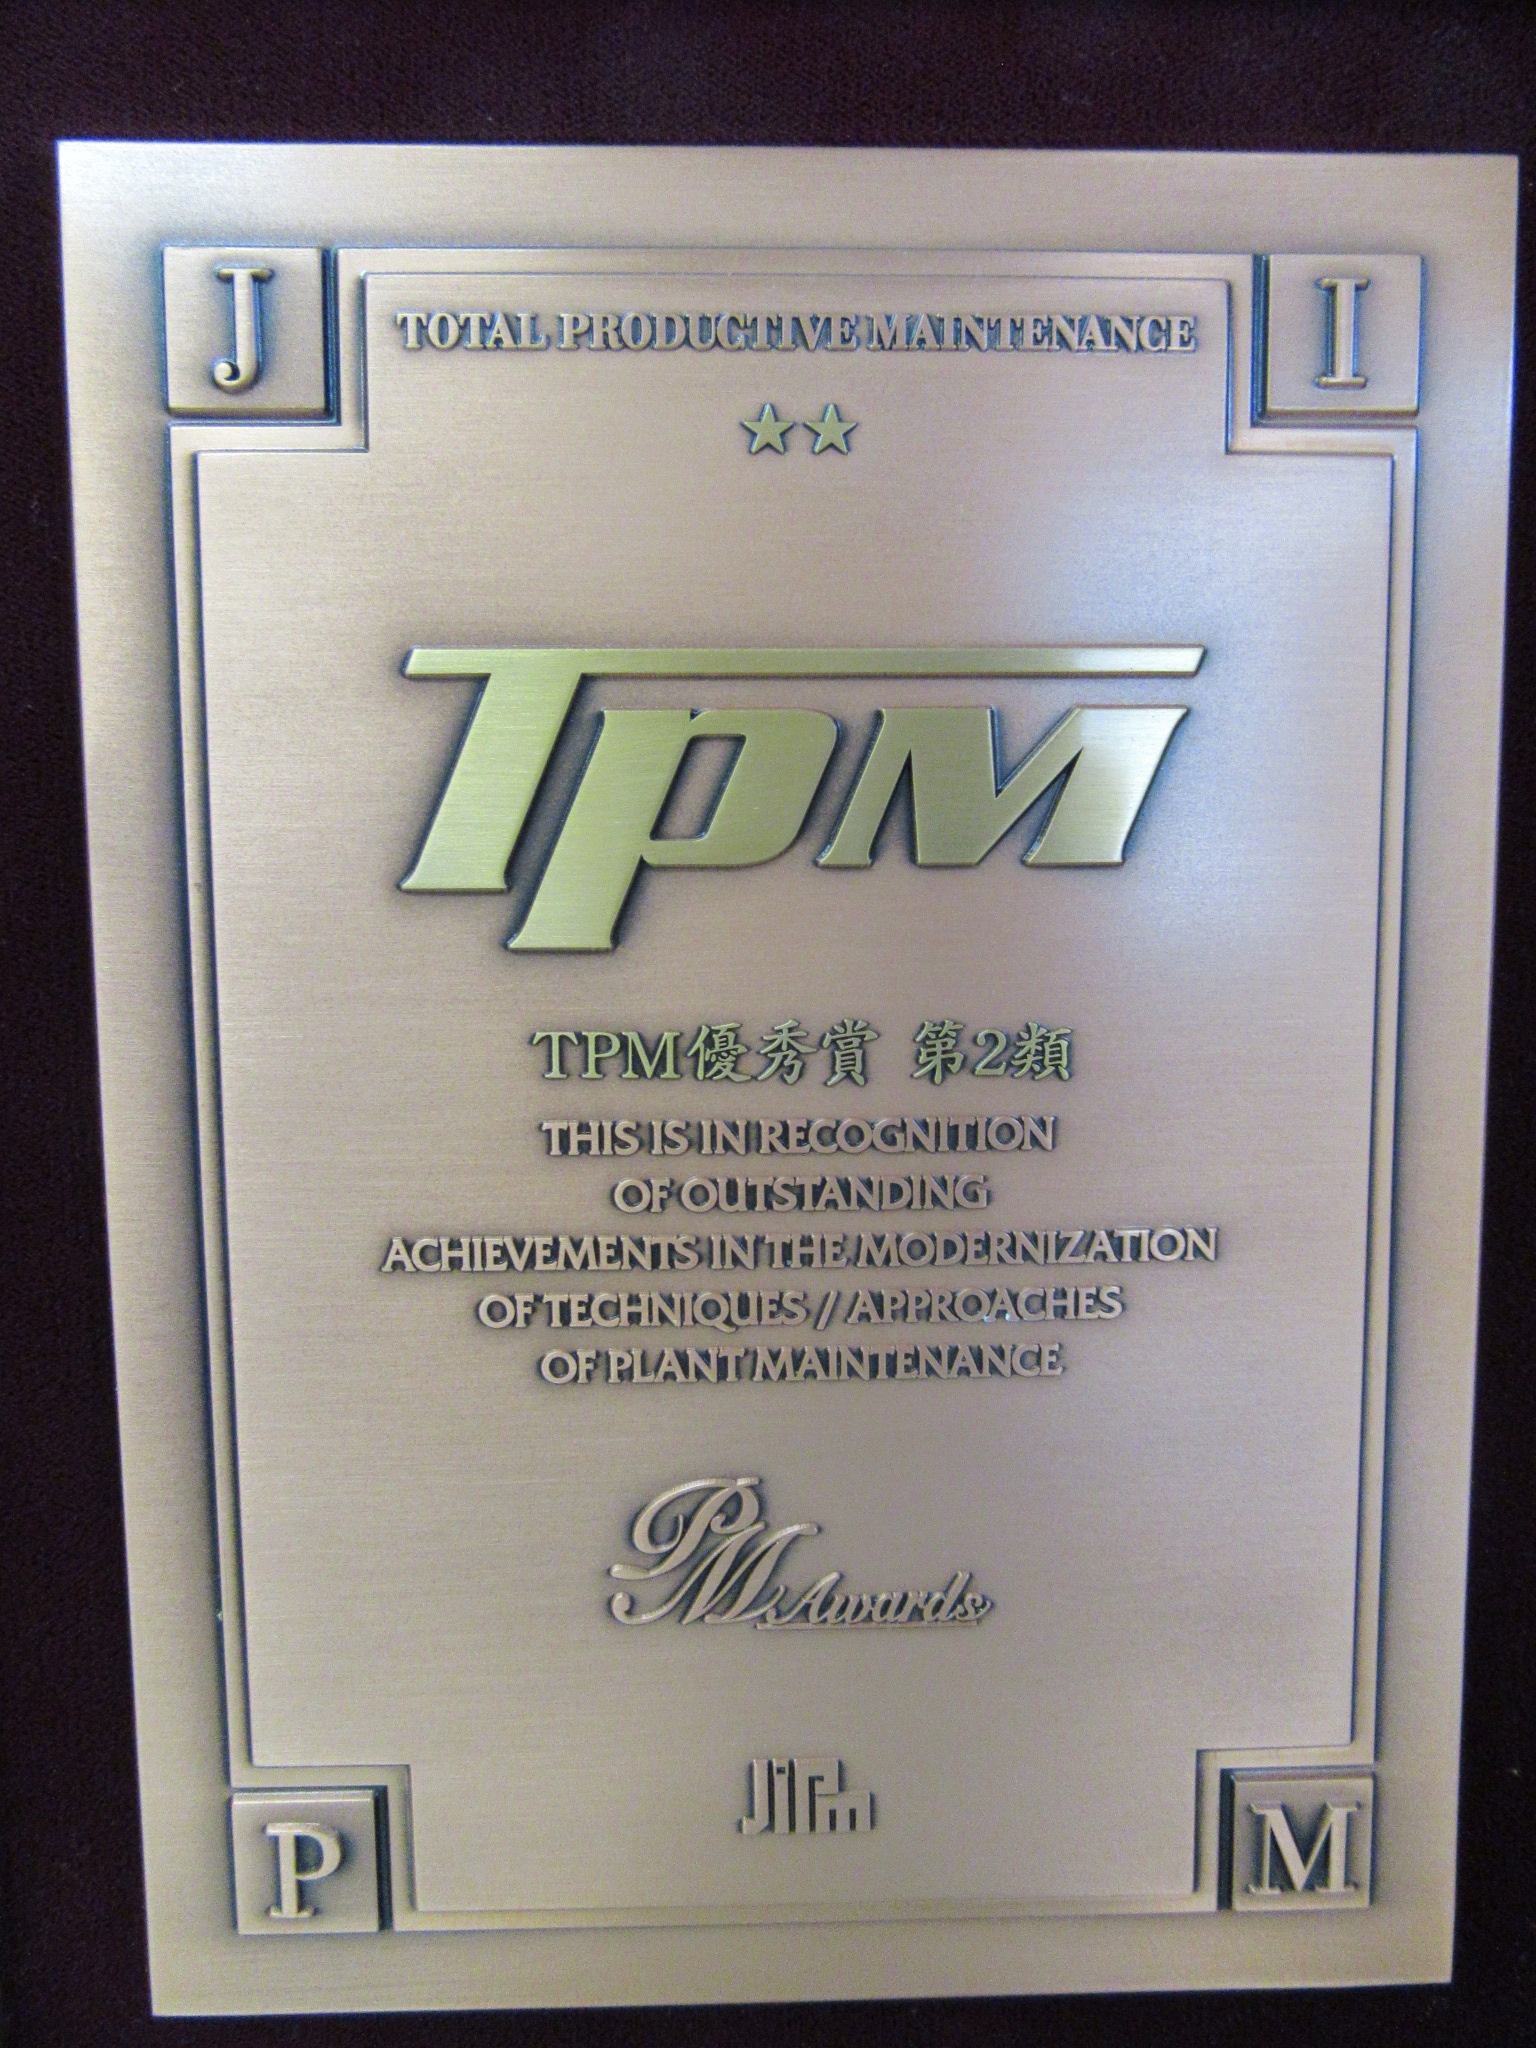 J
I
TOTAL PRODUCTIVE MAINTENANCE
★★
TPM
TPM優秀賞 第2類
THIS IS IN RECOGNITION
OF OUTSTANDING
ACHIEVEMENTS IN THE MODERNIZATION
OF TECHNIQUES / APPROACHES
OF PLANT MAINTENANCE
PM Awards
JIPM
P
M